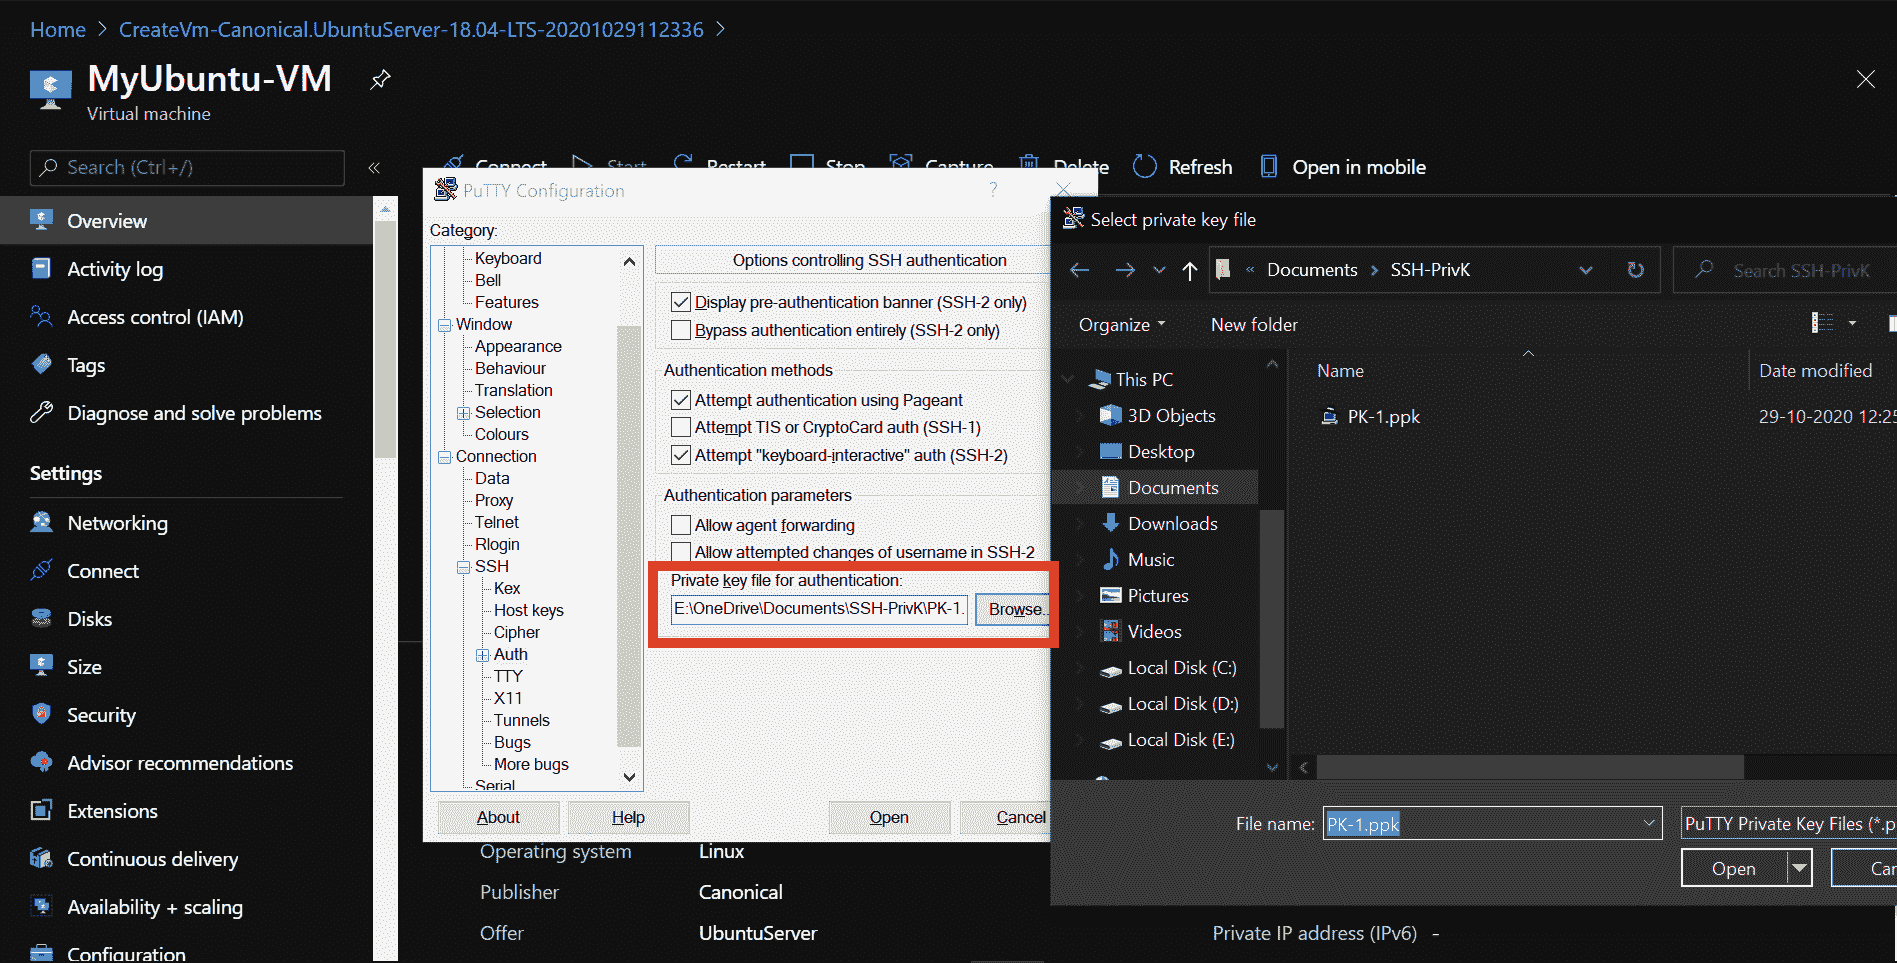 Home > CreateVm-Canonical.UbuntuServer-18.04-LTS-20201029112336 >
MyUbuntu-VM
Virtual machine
Search (Ctrl+/)
«
Overview
Activity log
Access control (IAM)
Tags
Diagnose and solve problems
Settings
Networking
Connect
Disks
Size
Security
Advisor recommendations
Extensions
Continuous delivery
Availability + scaling
Configuration
Connect Start Restart Stop Capture Delete Refresh Open in mobile
PuTTY Configuration ?
Category:
Keyboard
Bell
Features
Window
Appearance
Behaviour
Translation
Selection
Colours
Connection
Data
Proxy
Telnet
Rlogin
SSH
Kex
Host keys
Cipher
Auth
TTY
X11
Tunnels
Bugs
More bugs
Serial
Options controlling SSH authentication
Display pre-authentication banner (SSH-2 only)
Bypass authentication entirely (SSH-2 only)
Authentication methods
Attempt authentication using Pageant
Attempt TIS or CryptoCard auth (SSH-1)
Attempt "keyboard-interactive" auth (SSH-2)
Authentication parameters
Allow agent forwarding
Allow attempted changes of username in SSH-2
Private key file for authentication:
E:\OneDrive\Documents\SSH-PrivK\PK-1. Browse..
About Help Open Cancel
Operating system Linux
Publisher Canonical
Offer UbuntuServer
Private IP address (IPv6) -
Select private key file
« Documents > SSH-PrivK
Search SSH-PrivK
Organize New folder
This PC
3D Objects
Desktop
Documents
Downloads
Music
Pictures
Videos
Local Disk (C:)
Local Disk (D:)
Local Disk (E:)
Name Date modified
PK-1.ppk 29-10-2020 12:25
File name: PK-1.ppk PuTTY Private Key Files (*.p
Open Car